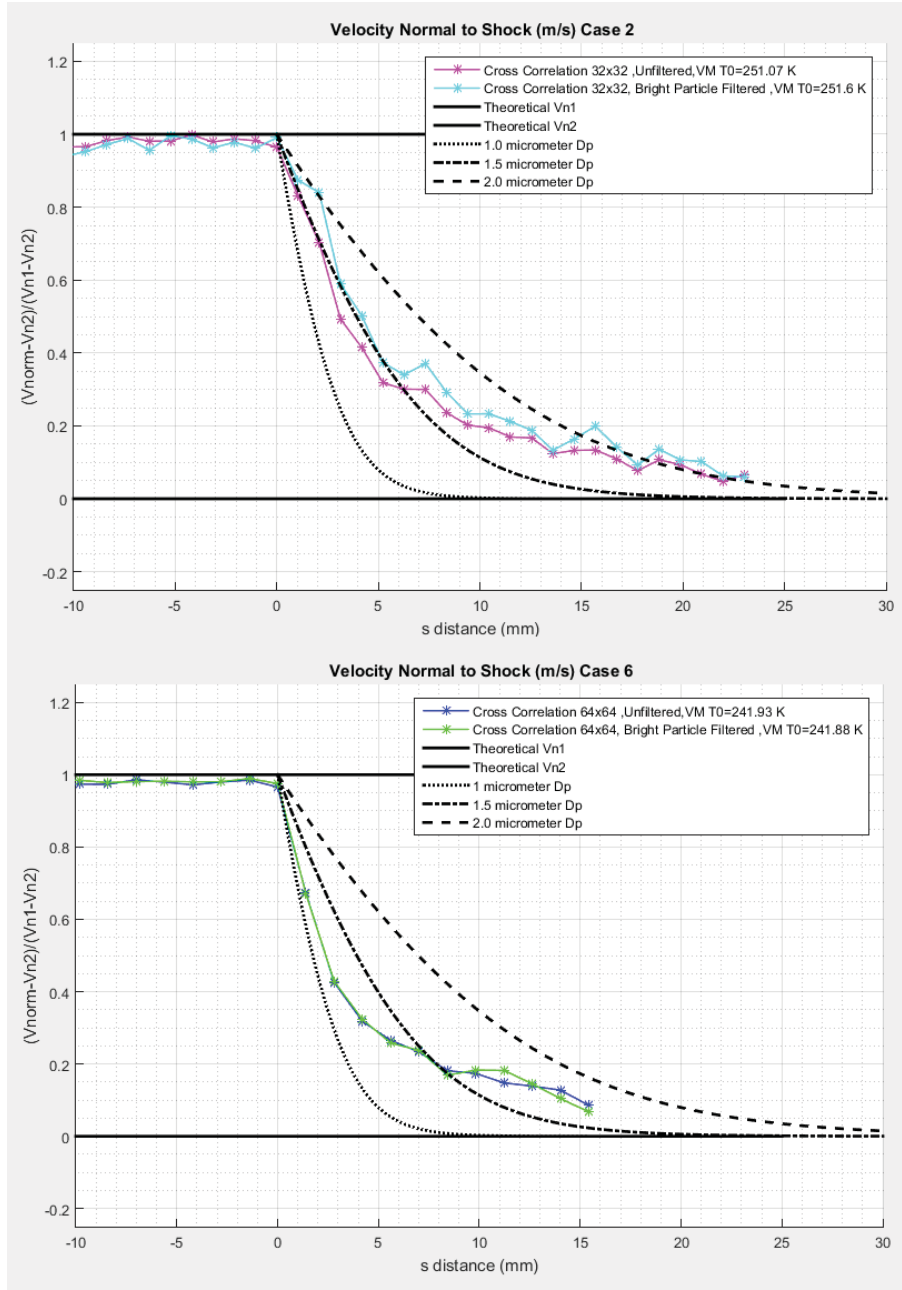 Velocity Normal to Shock (m/s) Case 2
Cross Correlation 32x32 ,Unfiltered,VM T0=251.07 K
Cross Correlation 32x32, Bright Particle Filtered ,VM T0=251.6 K
Theoretical Vn1
Theoretical Vn2
1.0 micrometer Dp
1.5 micrometer Dp
2.0 micrometer Dp
(Vnorm-Vn2)/(Vn1-Vn2)
1.2
1
0.8
0.6
0.4
0.2
0
-0.2
-10 -5 0 5 10 15 20 25 30
s distance (mm)
Velocity Normal to Shock (m/s) Case 6
Cross Correlation 64x64 ,Unfiltered,VM T0=241.93 K
Cross Correlation 64x64, Bright Particle Filtered ,VM T0=241.88 K
Theoretical Vn1
Theoretical Vn2
1 micrometer Dp
1.5 micrometer Dp
2.0 micrometer Dp
(Vnorm-Vn2)/(Vn1-Vn2)
1.2
1
0.8
0.6
0.4
0.2
0
-0.2
-10 -5 0 5 10 15 20 25 30
s distance (mm)